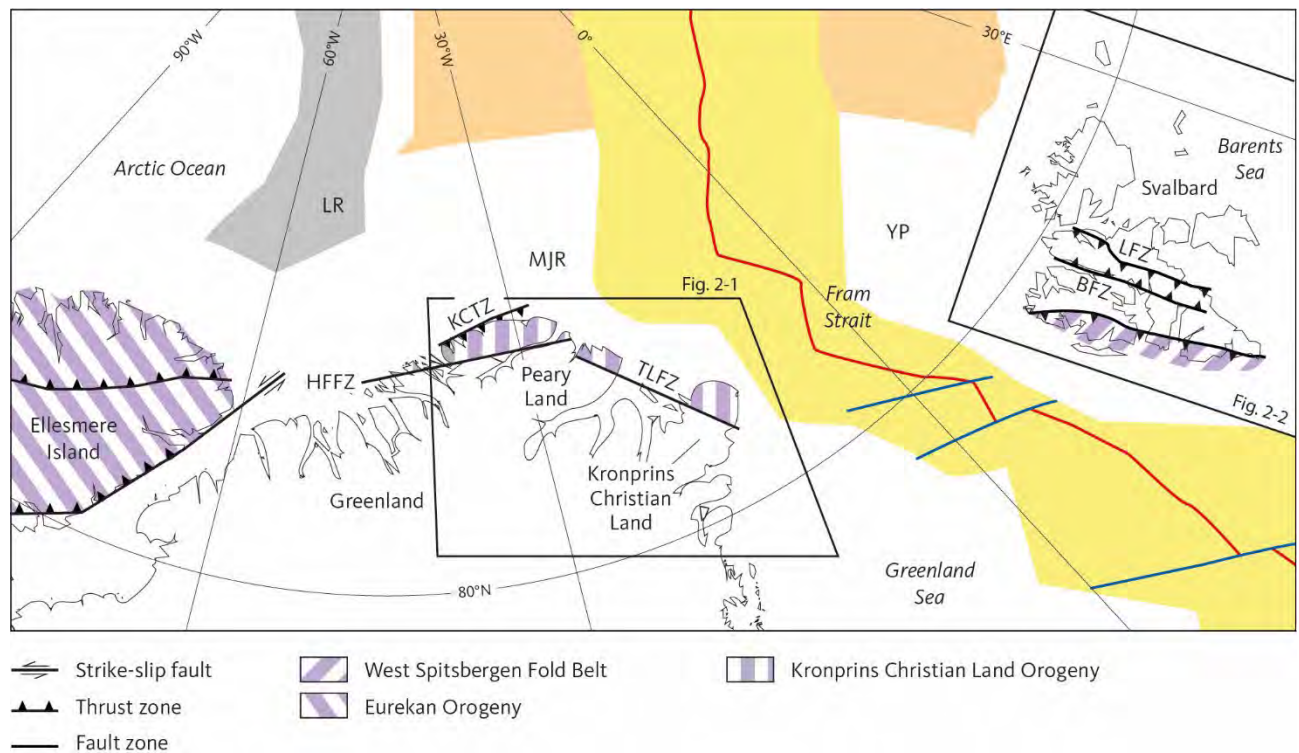 90°W
60°W
30°W
0°
30°E
Arctic Ocean
Barents
Sea
Svalbard
LR
YP
LFZ
MJR
Fig. 2-1
BFZ
Fram
Strait
KCTZ
HFFZ
Peary
Land
TLFZ
Fig. 2-2
Ellesmere
Island
Kronprins
Christian
Land
Greenland
Greenland
Sea
80°N
Strike-slip fault
West Spitsbergen Fold Belt
Kronprins Christian Land Orogeny
Thrust zone
Eurekan Orogeny
Fault zone